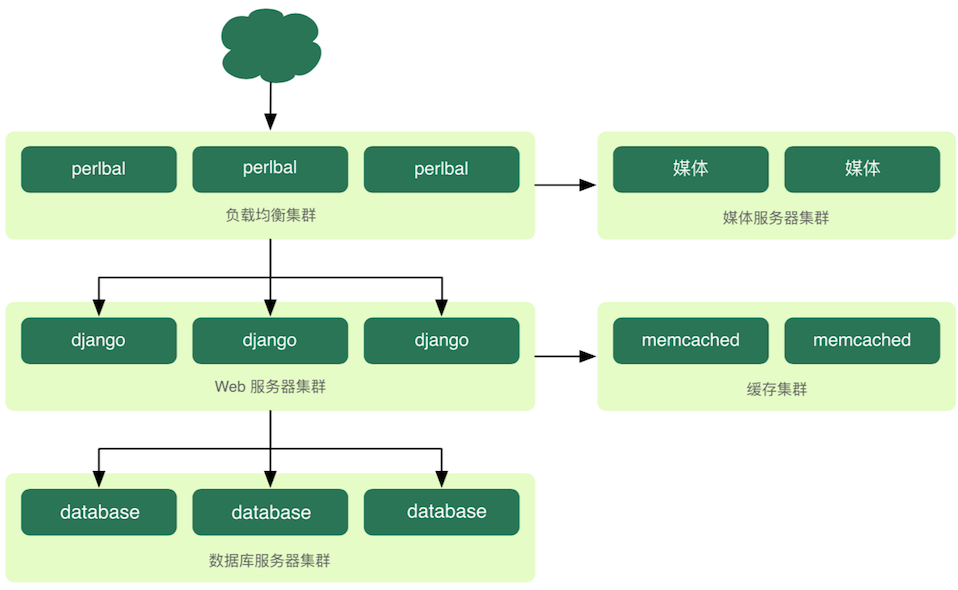 perlbal
perlbal
perlbal
负载均衡集群
媒体
媒体
媒体服务器集群
django
django
django
Web 服务器集群
memcached
memcached
缓存集群
database
database
database
数据库服务器集群